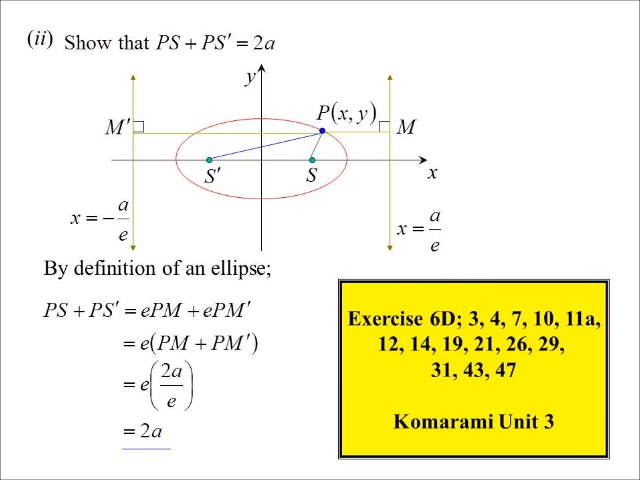 (ii) Show that PS + PS′ = 2a
y
P(x, y)
M′
M
S′
S
x
x = −a/e
x = a/e
By definition of an ellipse;
PS + PS′ = ePM + ePM′
= e(PM + PM′)
= e(2a/e)
= 2a
Exercise 6D; 3, 4, 7, 10, 11a,
12, 14, 19, 21, 26, 29,
31, 43, 47
Komarami Unit 3